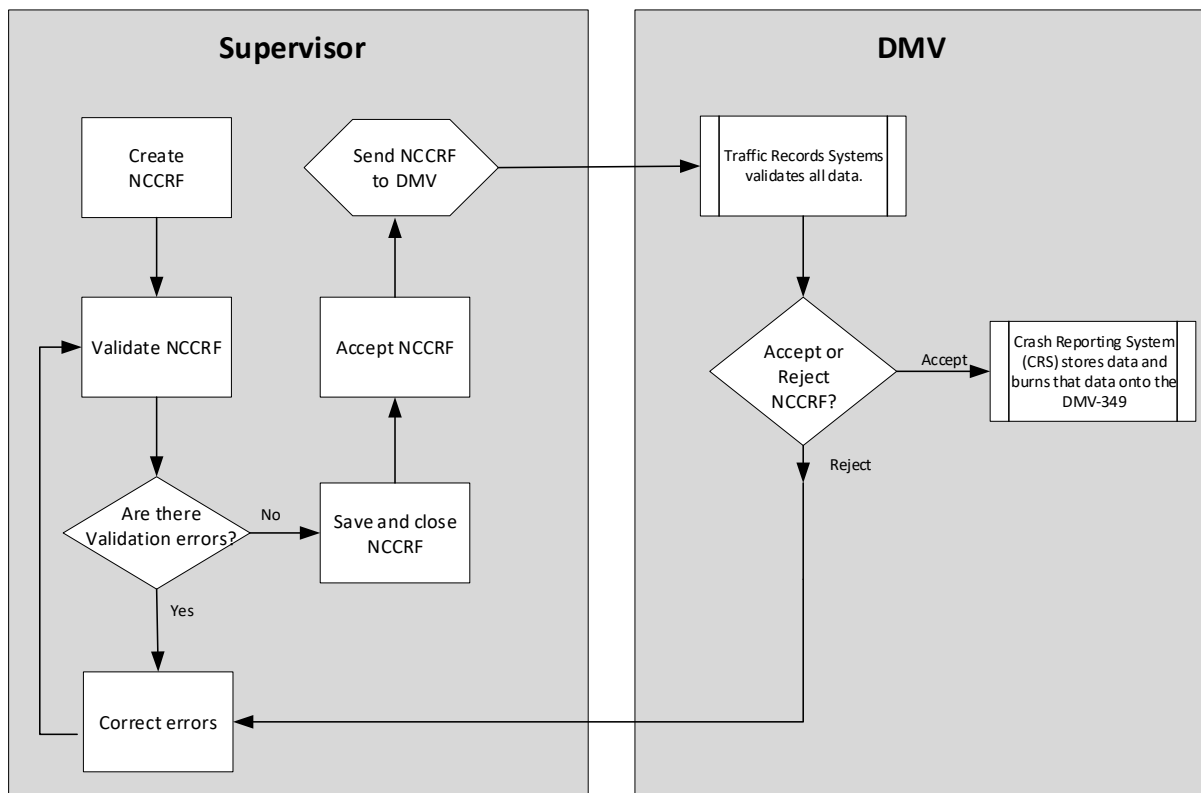 Supervisor
Create
NCCRF
Validate NCCRF
Are there
Validation errors?
No
Yes
Correct errors
Save and close
NCCRF
Accept NCCRF
Send NCCRF
to DMV
DMV
Traffic Records Systems
validates all data.
Accept or
Reject
NCCRF?
Accept
Reject
Crash Reporting System
(CRS) stores data and
burns that data onto the
DMV-349